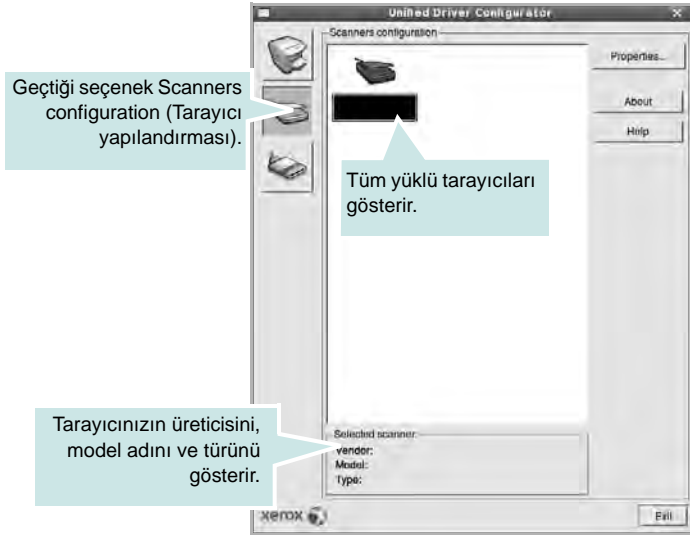 Unified Driver Configurator
Scanners configuration
Properties...
About
Help
Geçtiği seçenek Scanners
configuration (Tarayıcı
yapılandırması).
Tüm yüklü tarayıcıları
gösterir.
Tarayıcınızın üreticisini,
model adını ve türünü
gösterir.
Selected scanner:
Vendor:
Model:
Type:
xerox
Exit